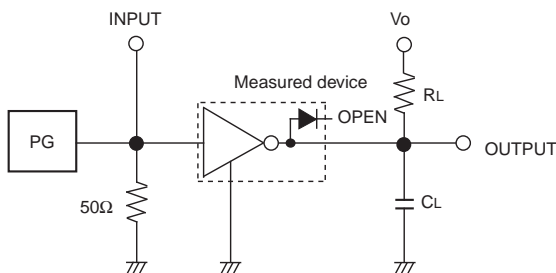 INPUT
Vo
Measured device
RL
OPEN
PG
OUTPUT
50Ω
CL